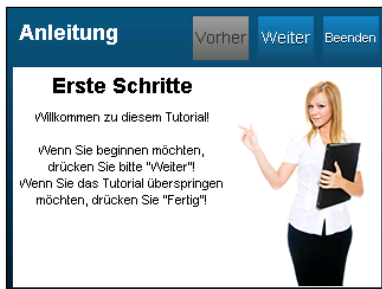 Anleitung
Vorher
Weiter
Beenden
Erste Schritte
Willkommen zu diesem Tutorial!
Wenn Sie beginnen möchten,
drücken Sie bitte "Weiter"!
Wenn Sie das Tutorial überspringen
möchten, drücken Sie "Fertig"!